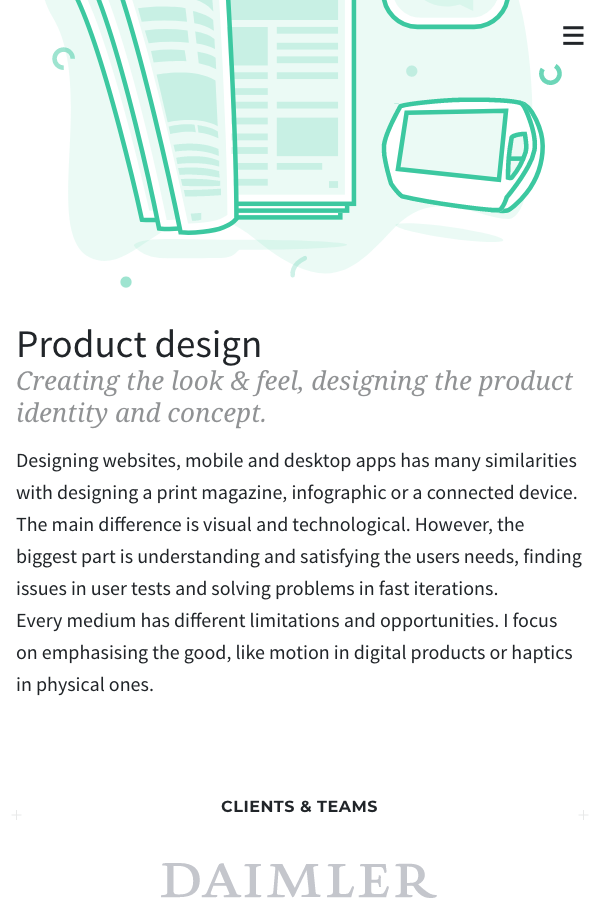 Product design
Creating the look & feel, designing the product
identity and concept.
Designing websites, mobile and desktop apps has many similarities
with designing a print magazine, infographic or a connected device.
The main difference is visual and technological. However, the
biggest part is understanding and satisfying the users needs, finding
issues in user tests and solving problems in fast iterations.
Every medium has different limitations and opportunities. I focus
on emphasising the good, like motion in digital products or haptics
in physical ones.
CLIENTS & TEAMS
DAIMLER